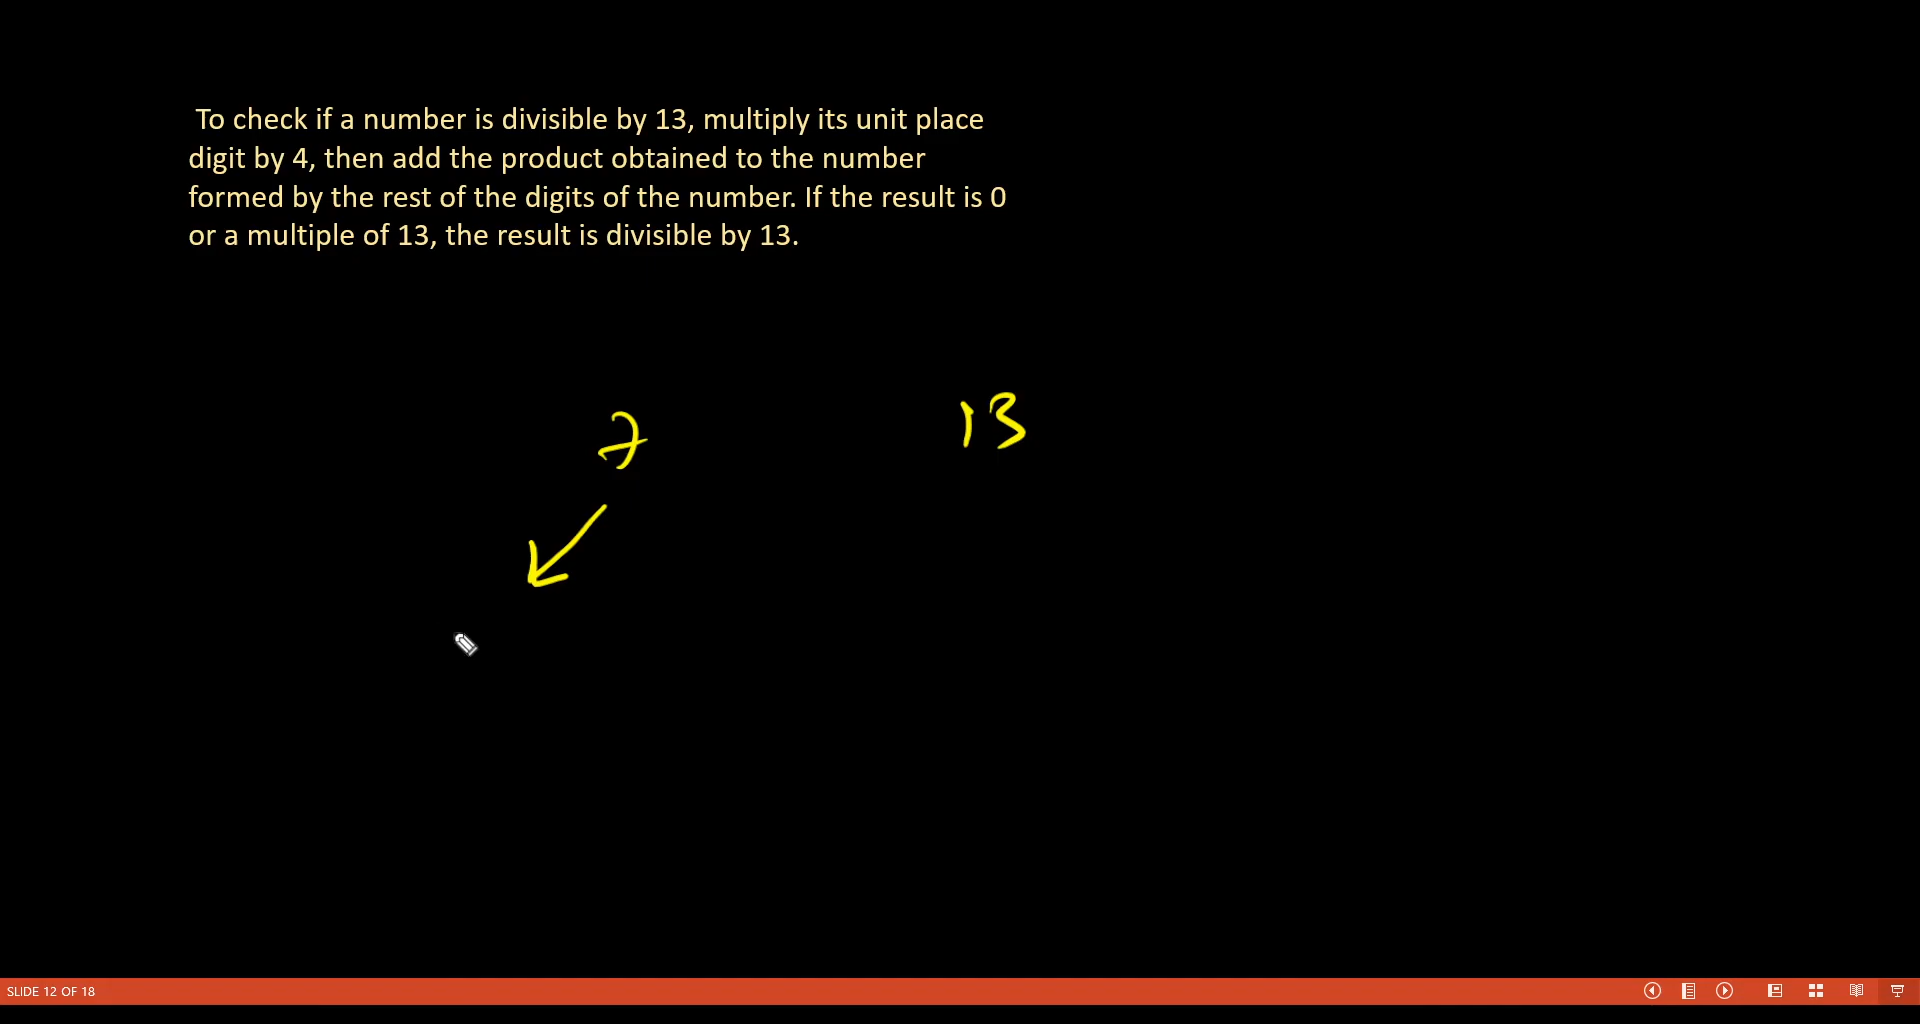 To check if a number is divisible by 13, multiply its unit place
digit by 4, then add the product obtained to the number
formed by the rest of the digits of the number. If the result is 0
or a multiple of 13, the result is divisible by 13.
7 13
SLIDE 12 OF 18